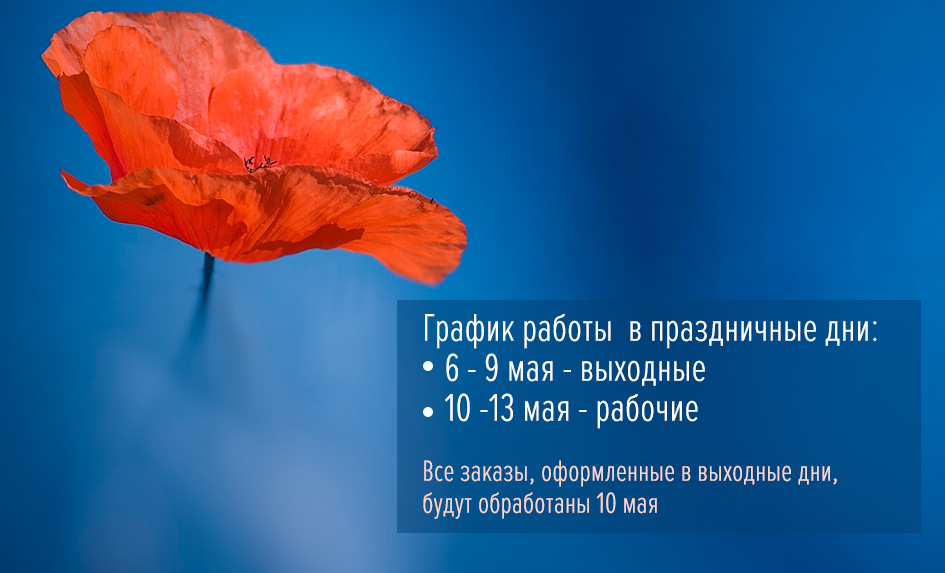 График работы  в праздничные дни:
• 6 - 9 мая - выходные
• 10 -13 мая - рабочие
Все заказы, оформленные в выходные дни,
будут обработаны 10 мая